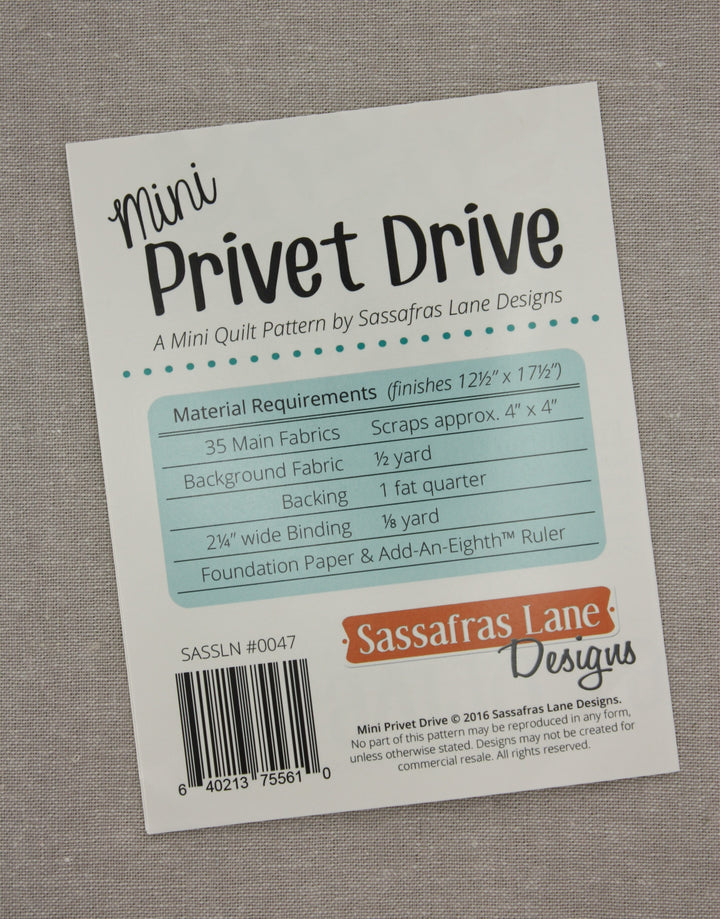 mini
Privet Drive
A Mini Quilt Pattern by Sassafras Lane Designs
Material Requirements (finishes 12½" x 17½")
35 Main Fabrics Scraps approx. 4" x 4"
Background Fabric ½ yard
Backing 1 fat quarter
2¼" wide Binding ⅛ yard
Foundation Paper & Add-An-Eighth™ Ruler
Sassafras Lane
Designs
SASSLN #0047
6 40213 75561 0
Mini Privet Drive © 2016 Sassafras Lane Designs.
No part of this pattern may be reproduced in any form,
unless otherwise stated. Designs may not be created for
commercial resale. All rights reserved.